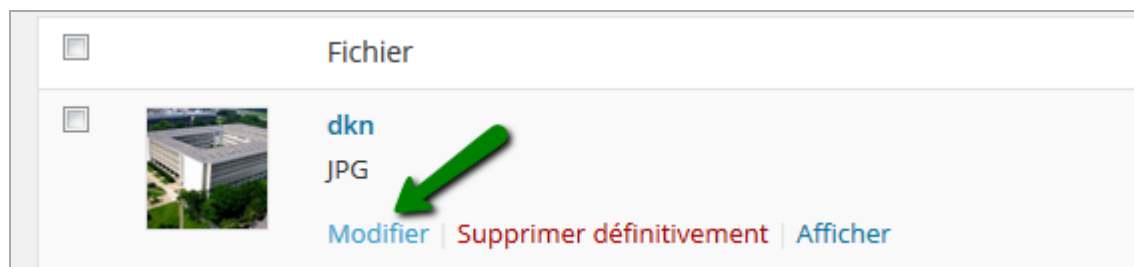 Fichier
dkn
JPG
Modifier | Supprimer définitivement | Afficher